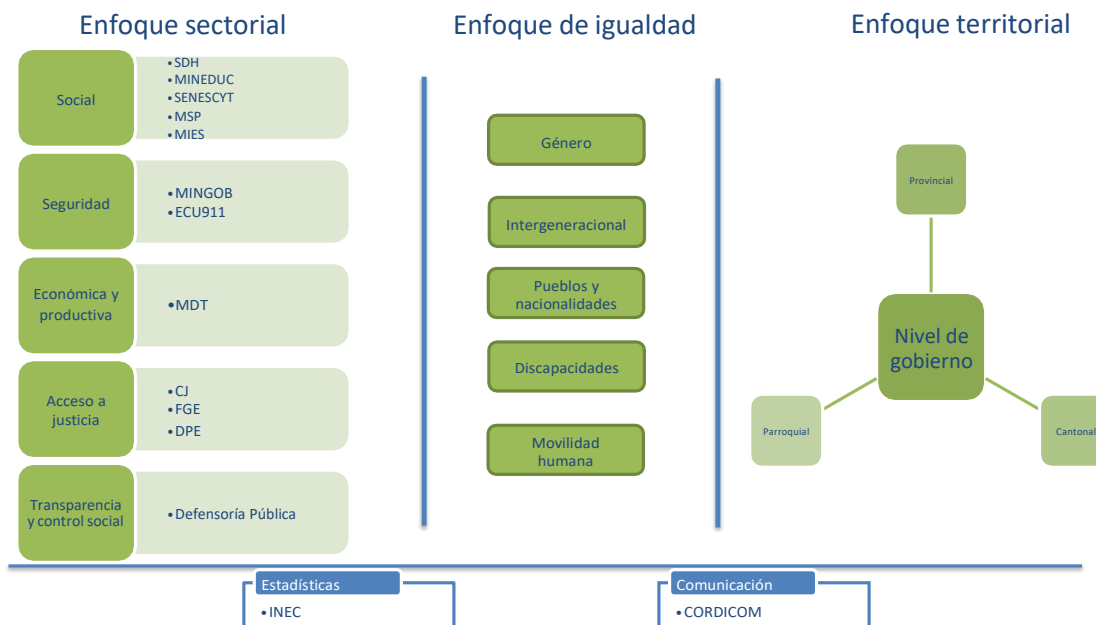 Enfoque sectorial
Social
• SDH
• MINEDUC
• SENESCYT
• MSP
• MIES
Seguridad
• MINGOB
• ECU911
Económica y
productiva
• MDT
Acceso a
justicia
• CJ
• FGE
• DPE
Transparencia
y control social
• Defensoría Pública
Enfoque de igualdad
Género
Intergeneracional
Pueblos y
nacionalidades
Discapacidades
Movilidad
humana
Enfoque territorial
Provincial
Nivel de
gobierno
Parroquial
Cantonal
Estadísticas
• INEC
Comunicación
• CORDICOM